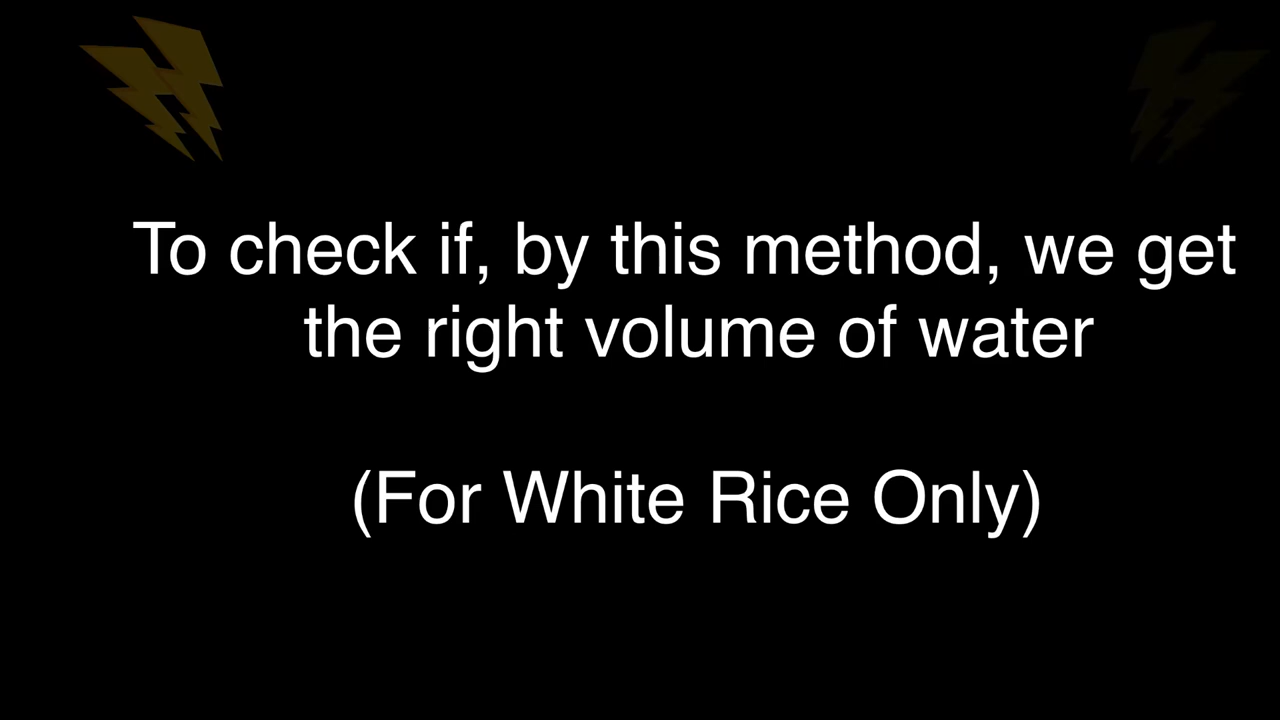 To check if, by this method, we get
the right volume of water
(For White Rice Only)